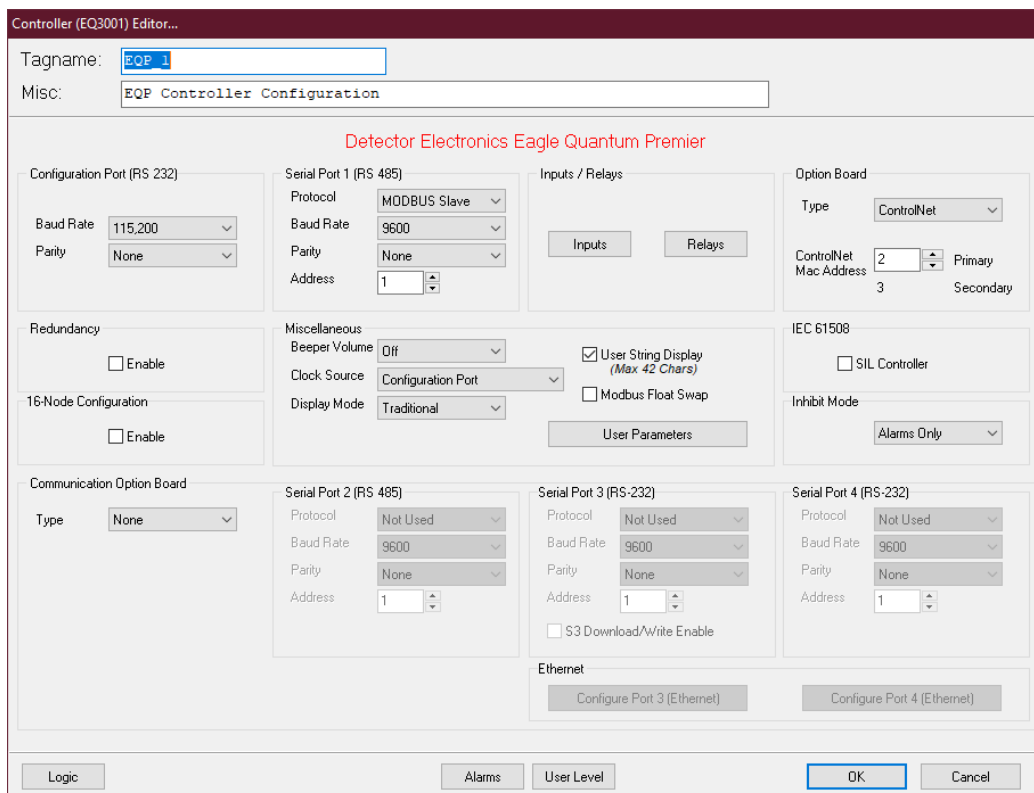 Controller (EQ3001) Editor...
Tagname: EQP_1
Misc: EQP Controller Configuration
Detector Electronics Eagle Quantum Premier
Configuration Port (RS 232)
Baud Rate 115,200
Parity None
Serial Port 1 (RS 485)
Protocol MODBUS Slave
Baud Rate 9600
Parity None
Address 1
Inputs / Relays
Inputs Relays
Option Board
Type ControlNet
ControlNet
Mac Address 2 Primary
3 Secondary
Redundancy
Enable
16-Node Configuration
Enable
Miscellaneous
Beeper Volume Off
Clock Source Configuration Port
Display Mode Traditional
User String Display
(Max 42 Chars)
Modbus Float Swap
User Parameters
IEC 61508
SIL Controller
Inhibit Mode
Alarms Only
Communication Option Board
Type None
Serial Port 2 (RS 485)
Protocol Not Used
Baud Rate 9600
Parity None
Address 1
Serial Port 3 (RS-232)
Protocol Not Used
Baud Rate 9600
Parity None
Address 1
S3 Download/Write Enable
Serial Port 4 (RS-232)
Protocol Not Used
Baud Rate 9600
Parity None
Address 1
Ethernet
Configure Port 3 (Ethernet) Configure Port 4 (Ethernet)
Logic Alarms User Level OK Cancel